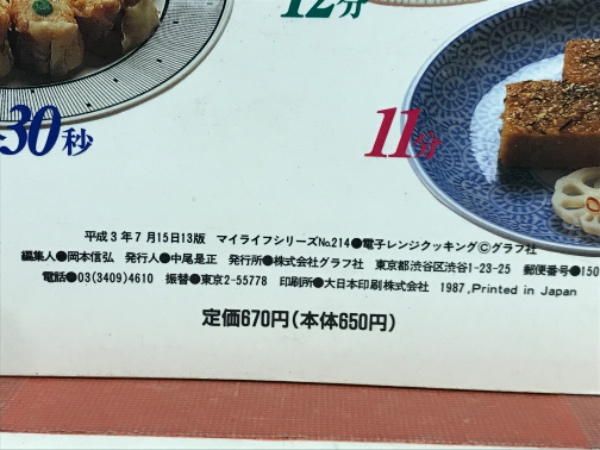 12分
30秒
11分
平成3年7月15日13版 マイライフシリーズNo.214●電子レンジクッキング©グラフ社
編集人●岡本信弘 発行人●中尾是正 発行所●株式会社グラフ社 東京都渋谷区渋谷1-23-25 郵便番号●150
電話●03(3409)4610 振替●東京2-55778 印刷所●大日本印刷株式会社 1987,Printed in Japan
定価670円(本体650円)